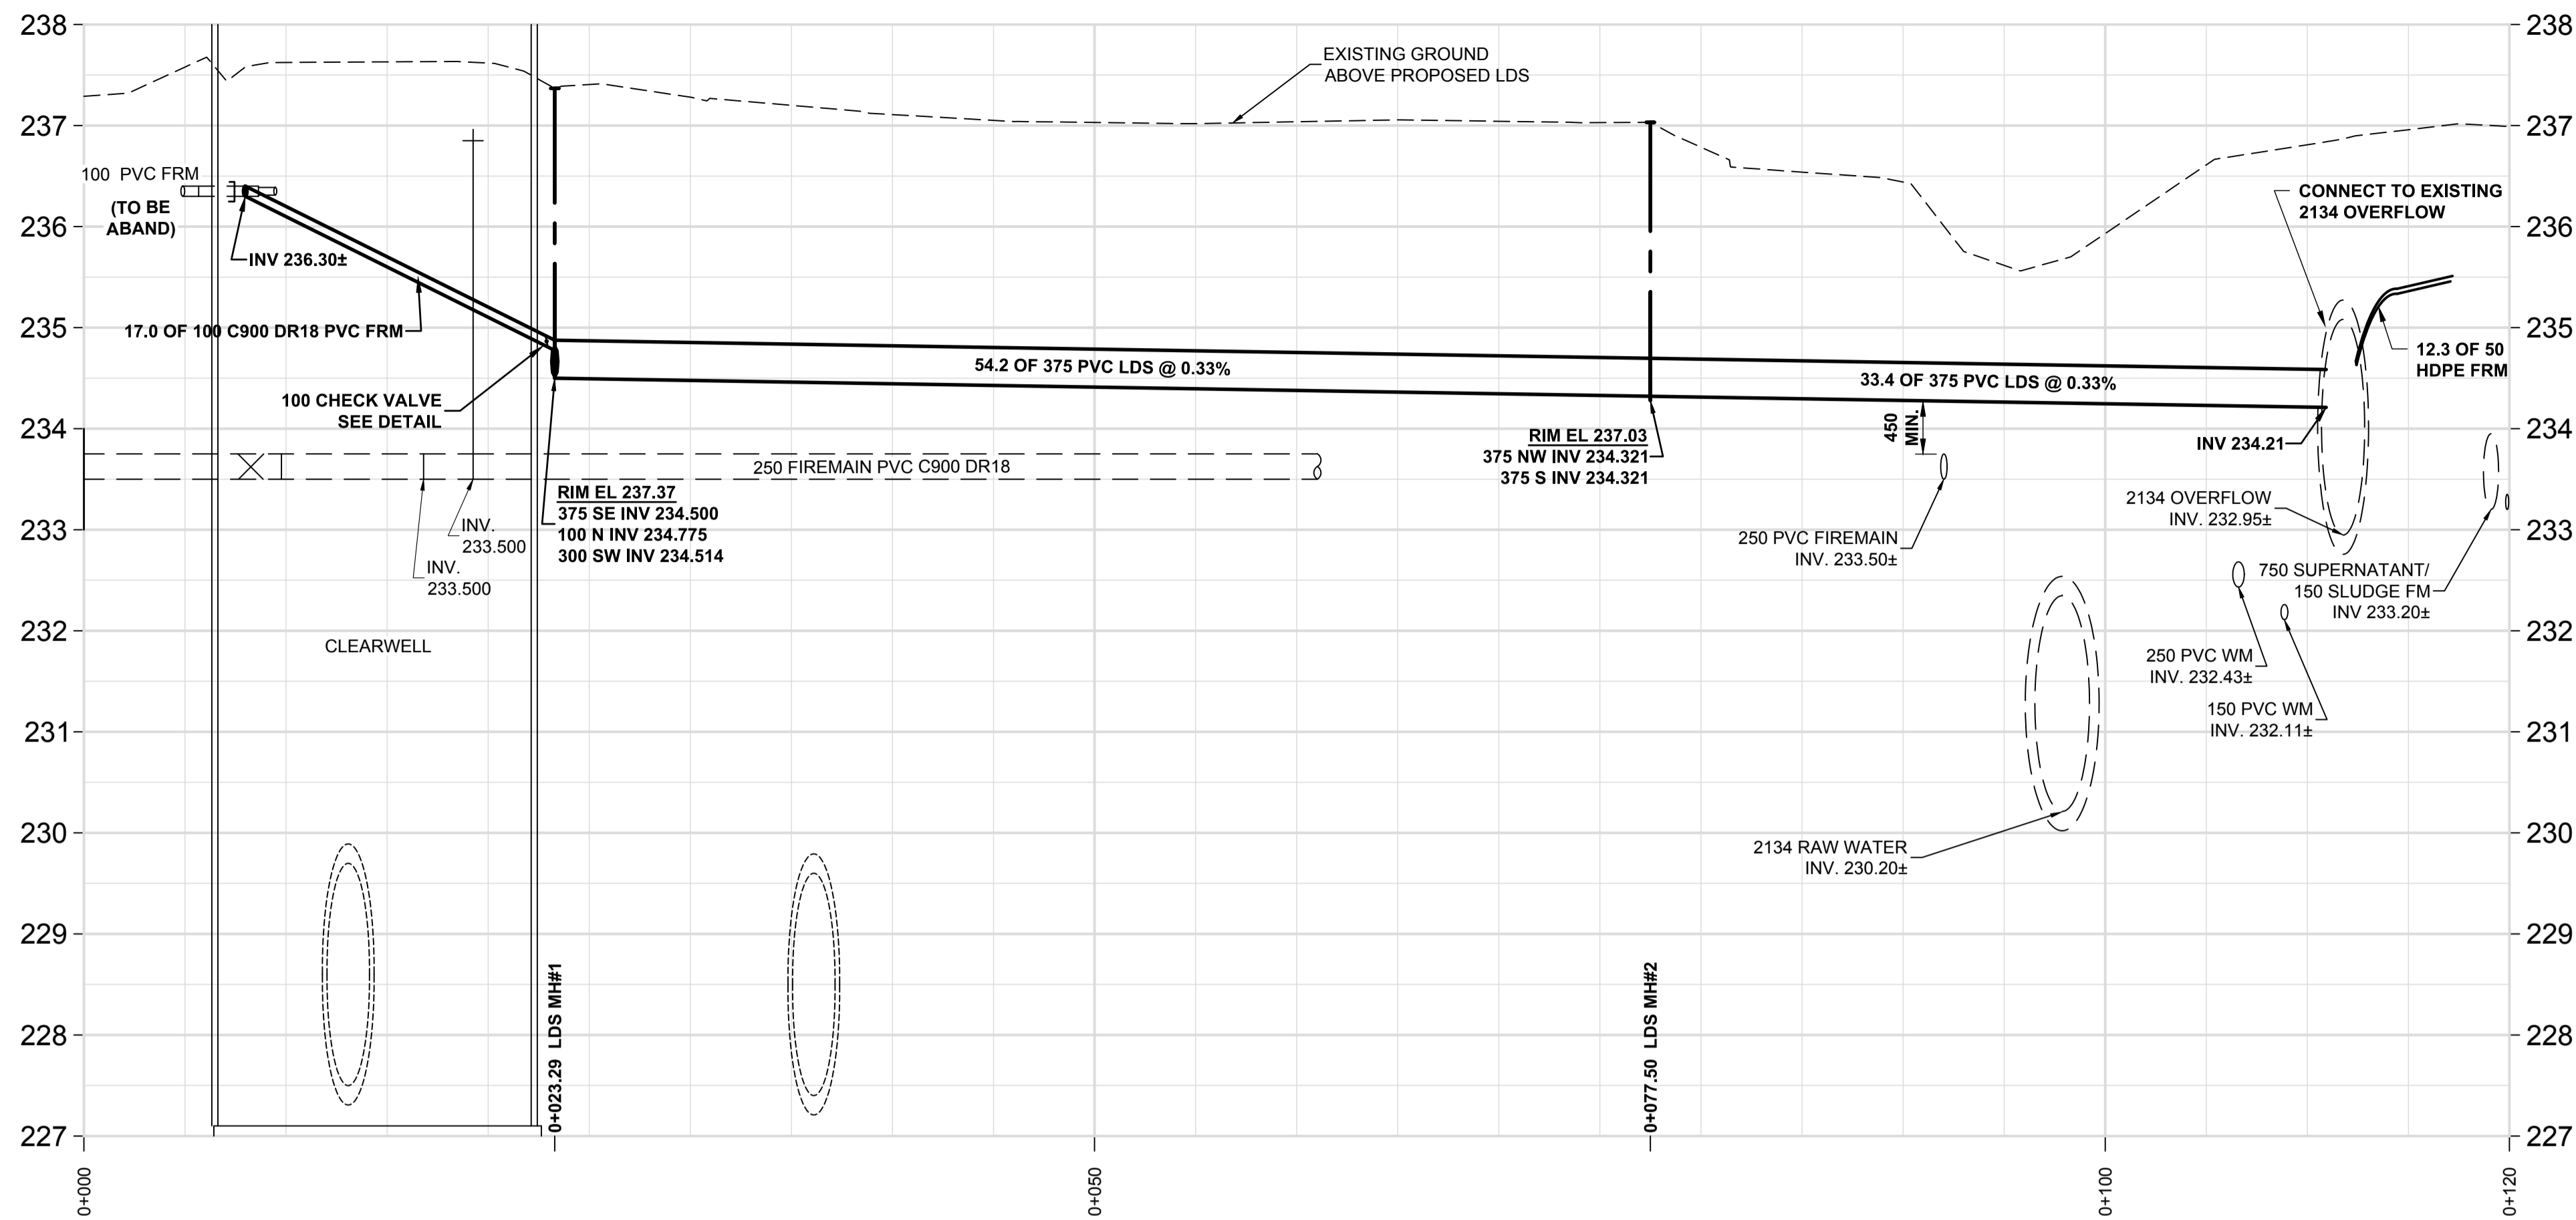 238
237
236
235
234
233
232
231
230
229
228
227
238
237
236
235
234
233
232
231
230
229
228
227
EXISTING GROUND
ABOVE PROPOSED LDS
100 PVC FRM
(TO BE
ABAND)
INV 236.30±
17.0 OF 100 C900 DR18 PVC FRM
100 CHECK VALVE
SEE DETAIL
54.2 OF 375 PVC LDS @ 0.33%
33.4 OF 375 PVC LDS @ 0.33%
CONNECT TO EXISTING
2134 OVERFLOW
12.3 OF 50
HDPE FRM
250 FIREMAIN PVC C900 DR18
RIM EL 237.37
375 SE INV 234.500
100 N INV 234.775
300 SW INV 234.514
INV.
233.500
INV.
233.500
CLEARWELL
RIM EL 237.03
375 NW INV 234.321
375 S INV 234.321
450
MIN.
INV 234.21
250 PVC FIREMAIN
INV. 233.50±
2134 OVERFLOW
INV. 232.95±
750 SUPERNATANT/
150 SLUDGE FM
INV 233.20±
250 PVC WM
INV. 232.43±
150 PVC WM
INV. 232.11±
2134 RAW WATER
INV. 230.20±
0+023.29 LDS MH#1
0+077.50 LDS MH#2
0+000
0+050
0+100
0+120